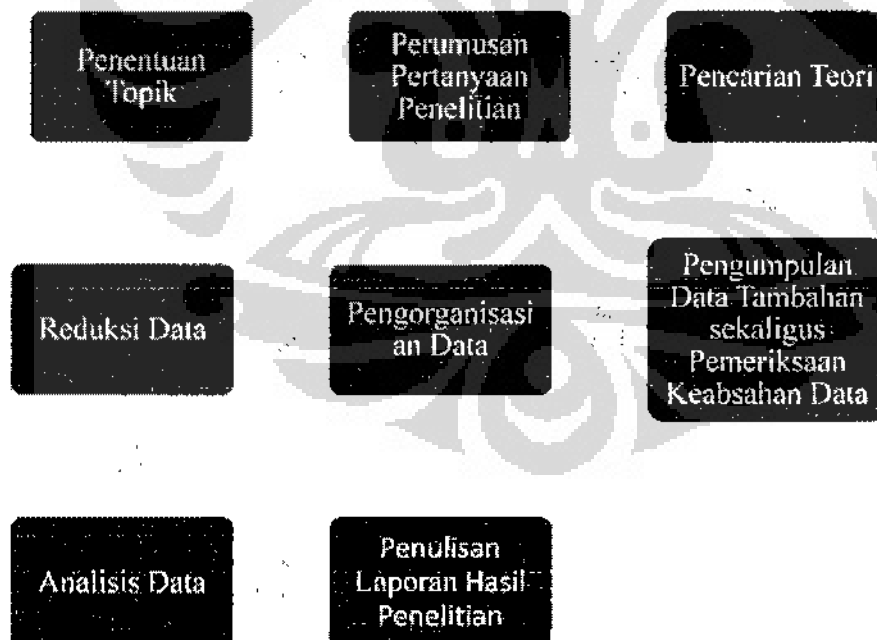 Penentuan
Topik
Perumusan
Pertanyaan
Penelitian
Pencarian Teori
Reduksi Data
Pengorganisasi
an Data
Pengumpulan
Data Tambahan
sekaligus
Pemeriksaan
Keabsahan Data
Analisis Data
Penulisan
Laporan Hasil
Penelitian